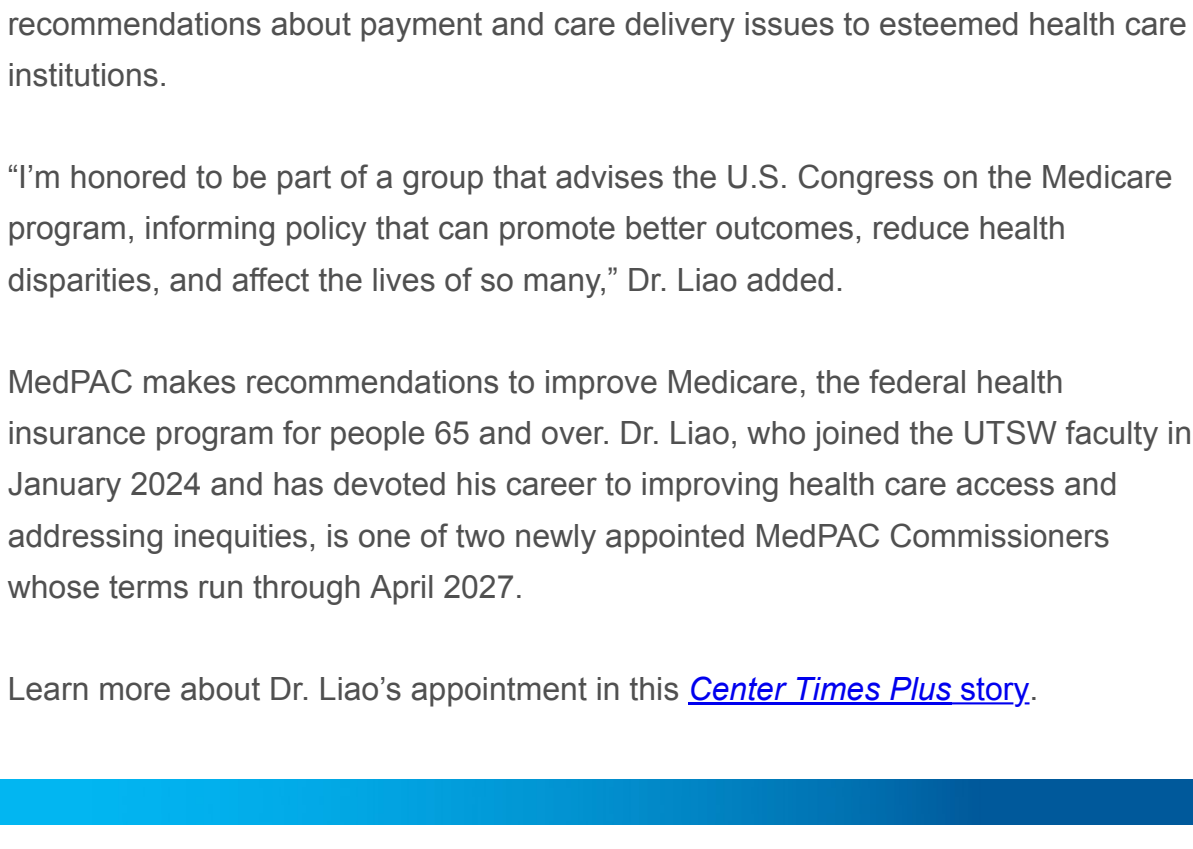 recommendations about payment and care delivery issues to esteemed health care
institutions.
“I’m honored to be part of a group that advises the U.S. Congress on the Medicare
program, informing policy that can promote better outcomes, reduce health
disparities, and affect the lives of so many,” Dr. Liao added.
MedPAC makes recommendations to improve Medicare, the federal health
insurance program for people 65 and over. Dr. Liao, who joined the UTSW faculty in
January 2024 and has devoted his career to improving health care access and
addressing inequities, is one of two newly appointed MedPAC Commissioners
whose terms run through April 2027.
Learn more about Dr. Liao’s appointment in this Center Times Plus story.